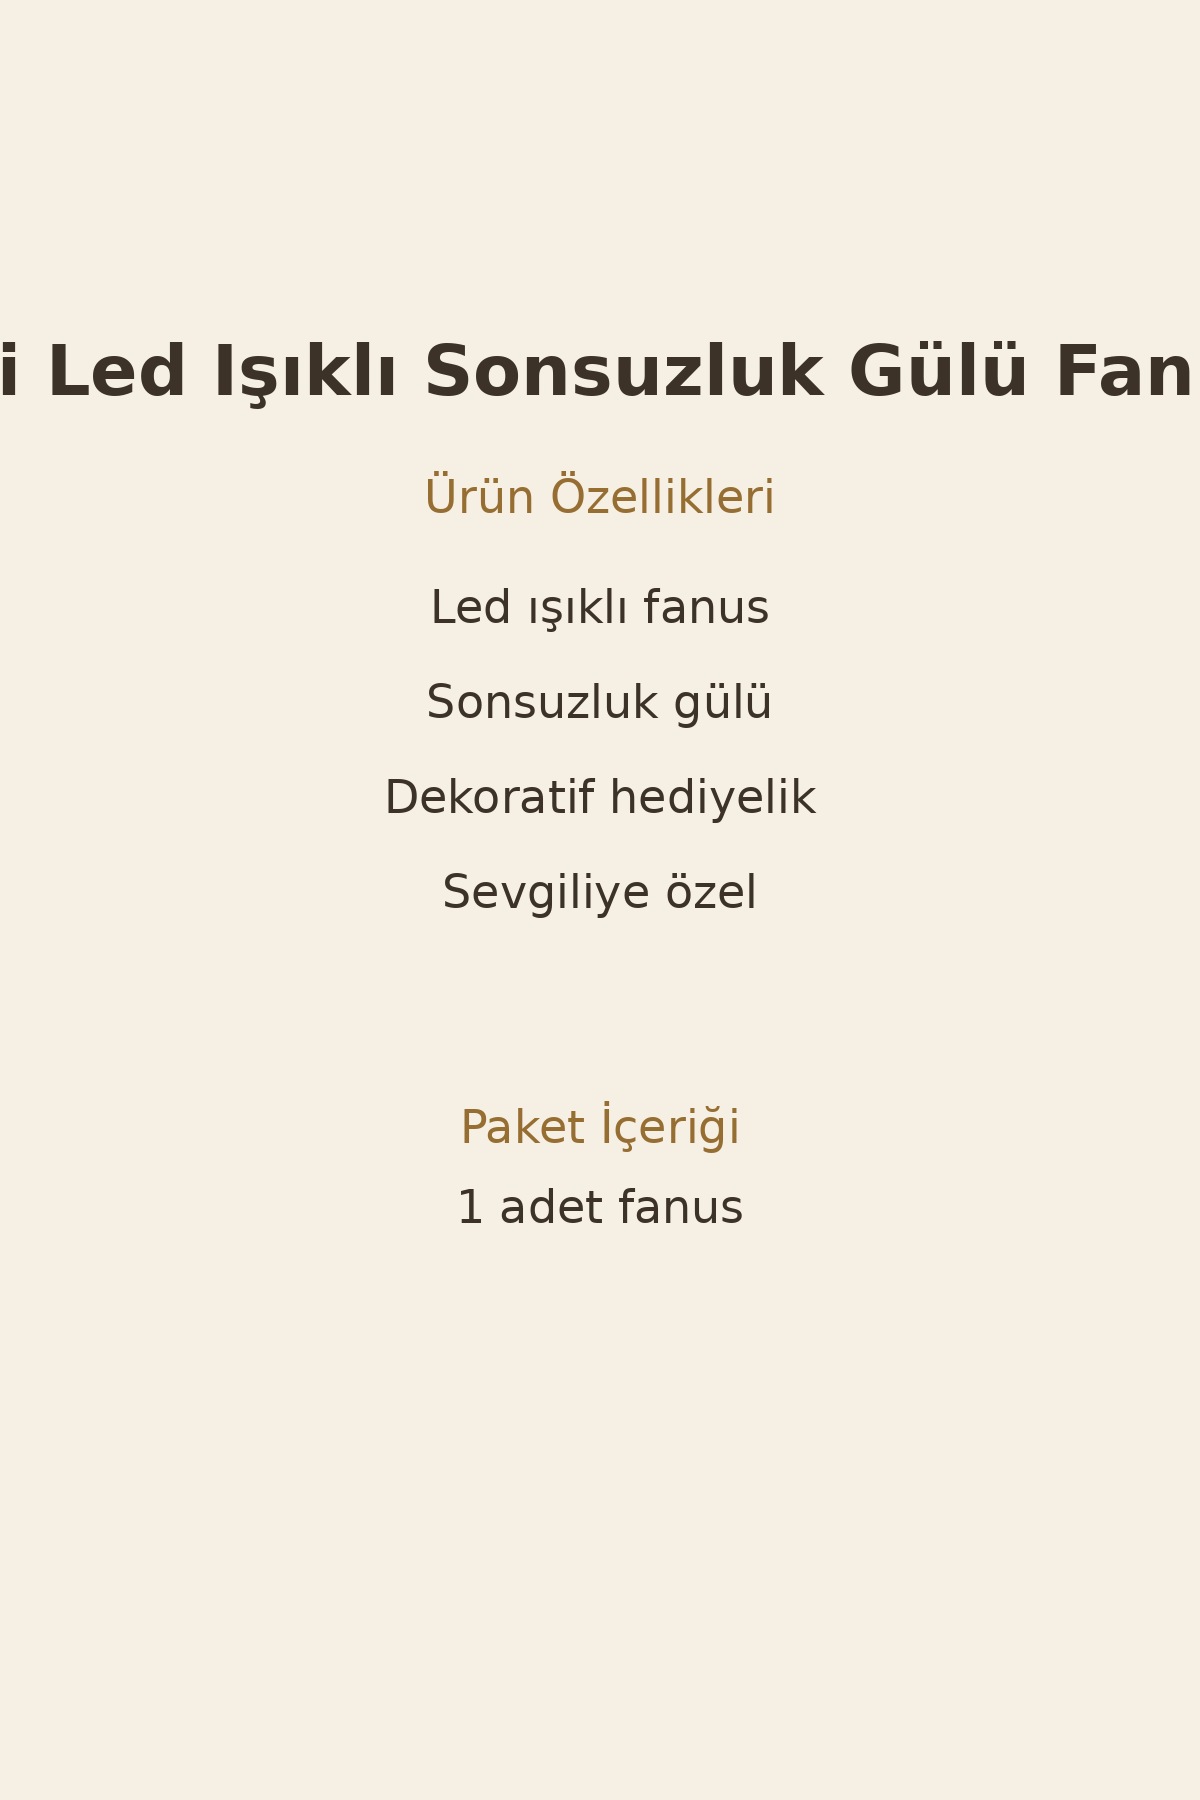 i Led Işıklı Sonsuzluk Gülü Fan
Ürün Özellikleri
Led ışıklı fanus
Sonsuzluk gülü
Dekoratif hediyelik
Sevgiliye özel
Paket İçeriği
1 adet fanus